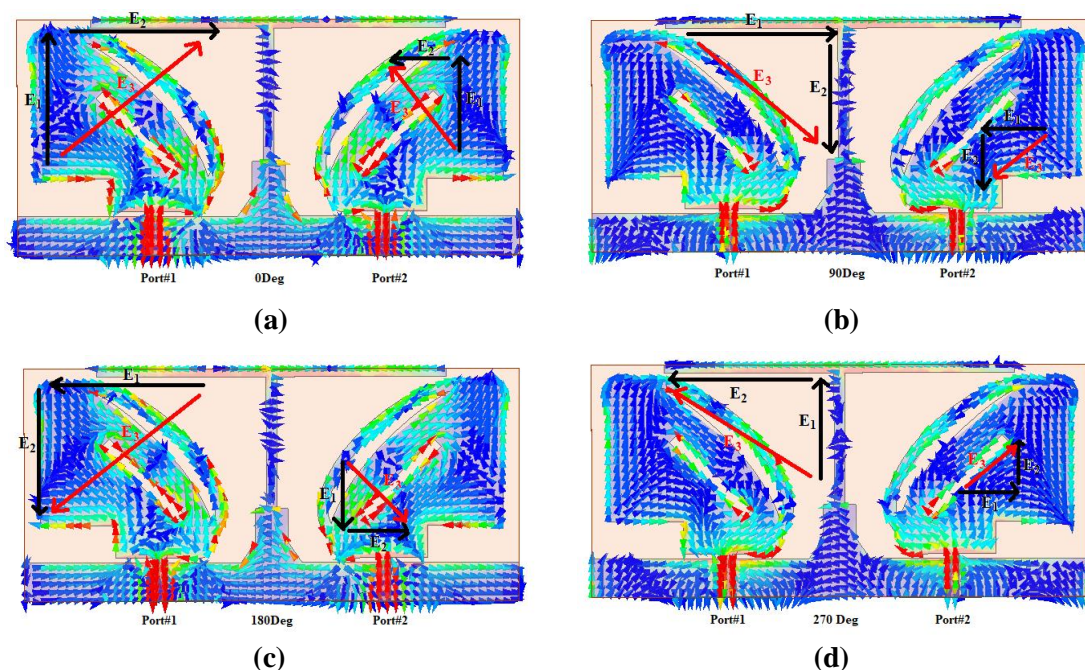 E2
E1
E3
E2
E1
E3
Port#1 0Deg Port#2
(a)
E1
E2
E3
E1
E2
E3
Port#1 90Deg Port#2
(b)
E1
E2
E3
E1
E3
E2
Port#1 180Deg Port#2
(c)
E2
E1
E3
E3
E2
E1
Port#1 270 Deg Port#2
(d)